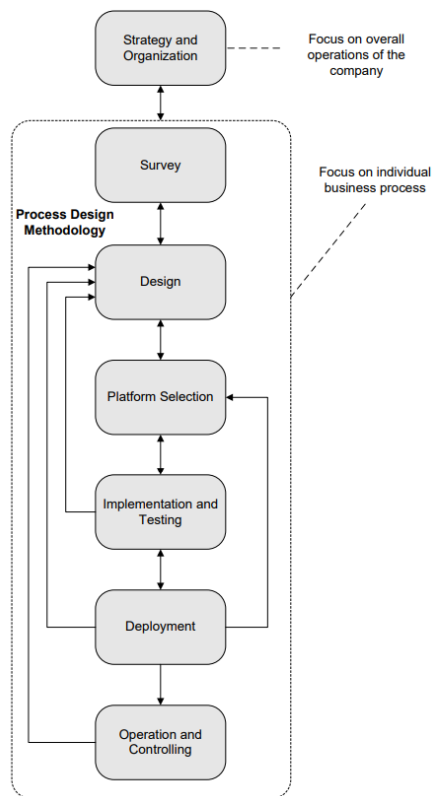 Strategy and
Organization
Focus on overall
operations of the
company
Survey
Focus on individual
business process
Process Design
Methodology
Design
Platform Selection
Implementation and
Testing
Deployment
Operation and
Controlling